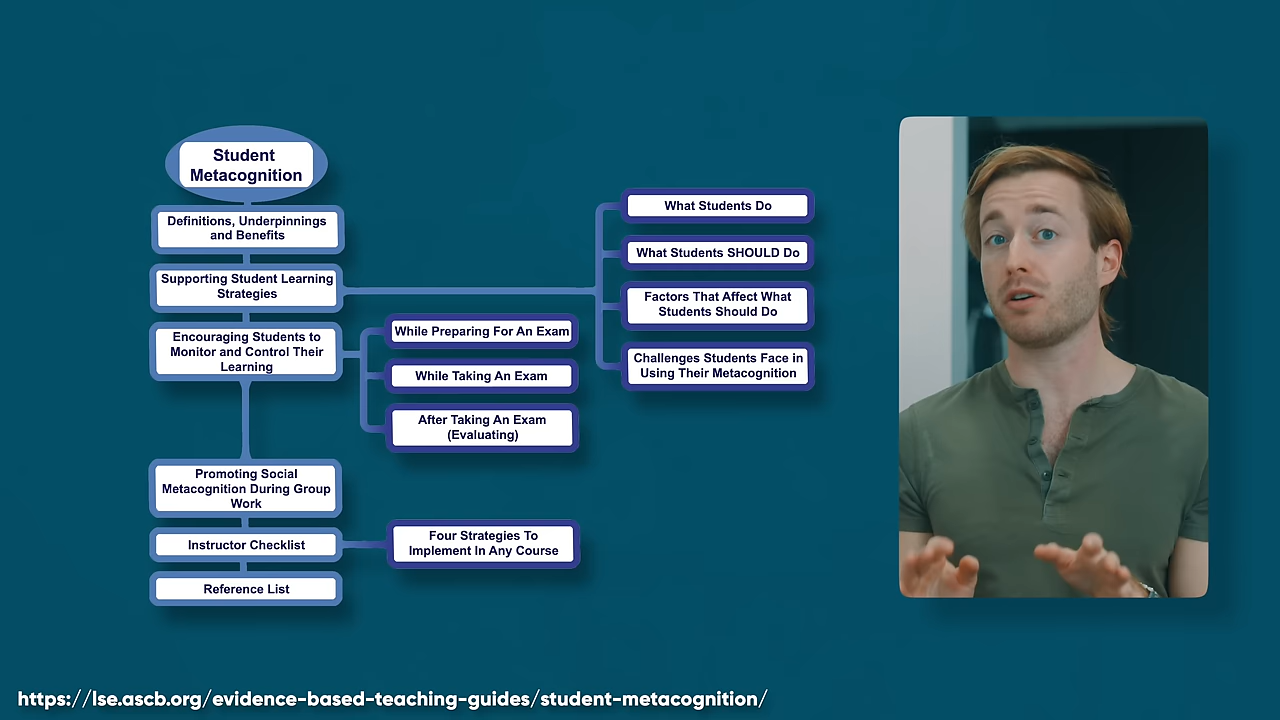 Student
Metacognition
Definitions, Underpinnings
and Benefits
Supporting Student Learning
Strategies
Encouraging Students to
Monitor and Control Their
Learning
While Preparing For An Exam
While Taking An Exam
After Taking An Exam
(Evaluating)
What Students Do
What Students SHOULD Do
Factors That Affect What
Students Should Do
Challenges Students Face in
Using Their Metacognition
Promoting Social
Metacognition During Group
Work
Instructor Checklist
Four Strategies To
Implement In Any Course
Reference List
https://lse.ascb.org/evidence-based-teaching-guides/student-metacognition/